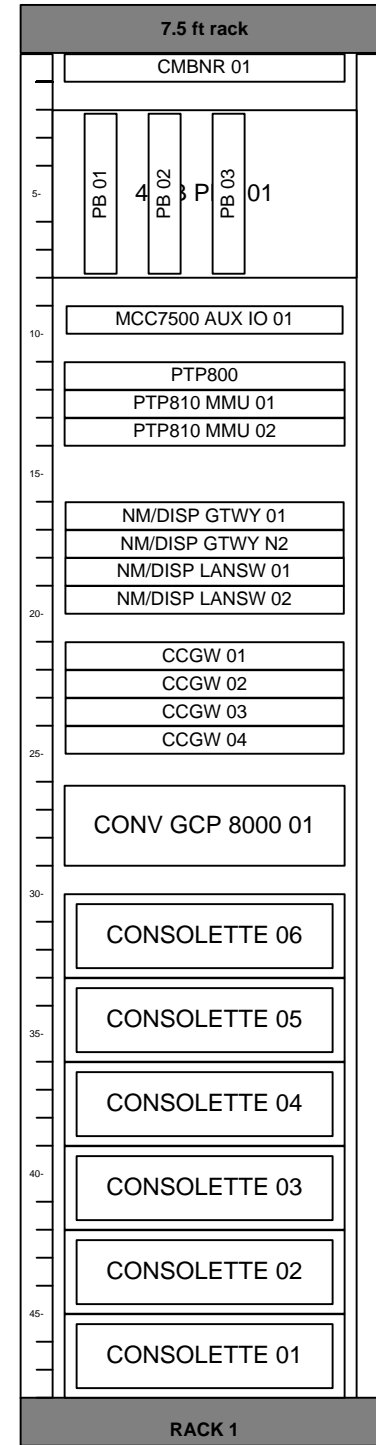 7.5 ft rack
CMBNR 01
PB 01
PB 02
PB 03
01
5-
MCC7500 AUX IO 01
10-
PTP800
PTP810 MMU 01
PTP810 MMU 02
15-
NM/DISP GTWY 01
NM/DISP GTWY N2
NM/DISP LANSW 01
NM/DISP LANSW 02
20-
CCGW 01
CCGW 02
CCGW 03
CCGW 04
25-
CONV GCP 8000 01
30-
CONSOLETTE 06
CONSOLETTE 05
35-
CONSOLETTE 04
40-
CONSOLETTE 03
CONSOLETTE 02
45-
CONSOLETTE 01
RACK 1